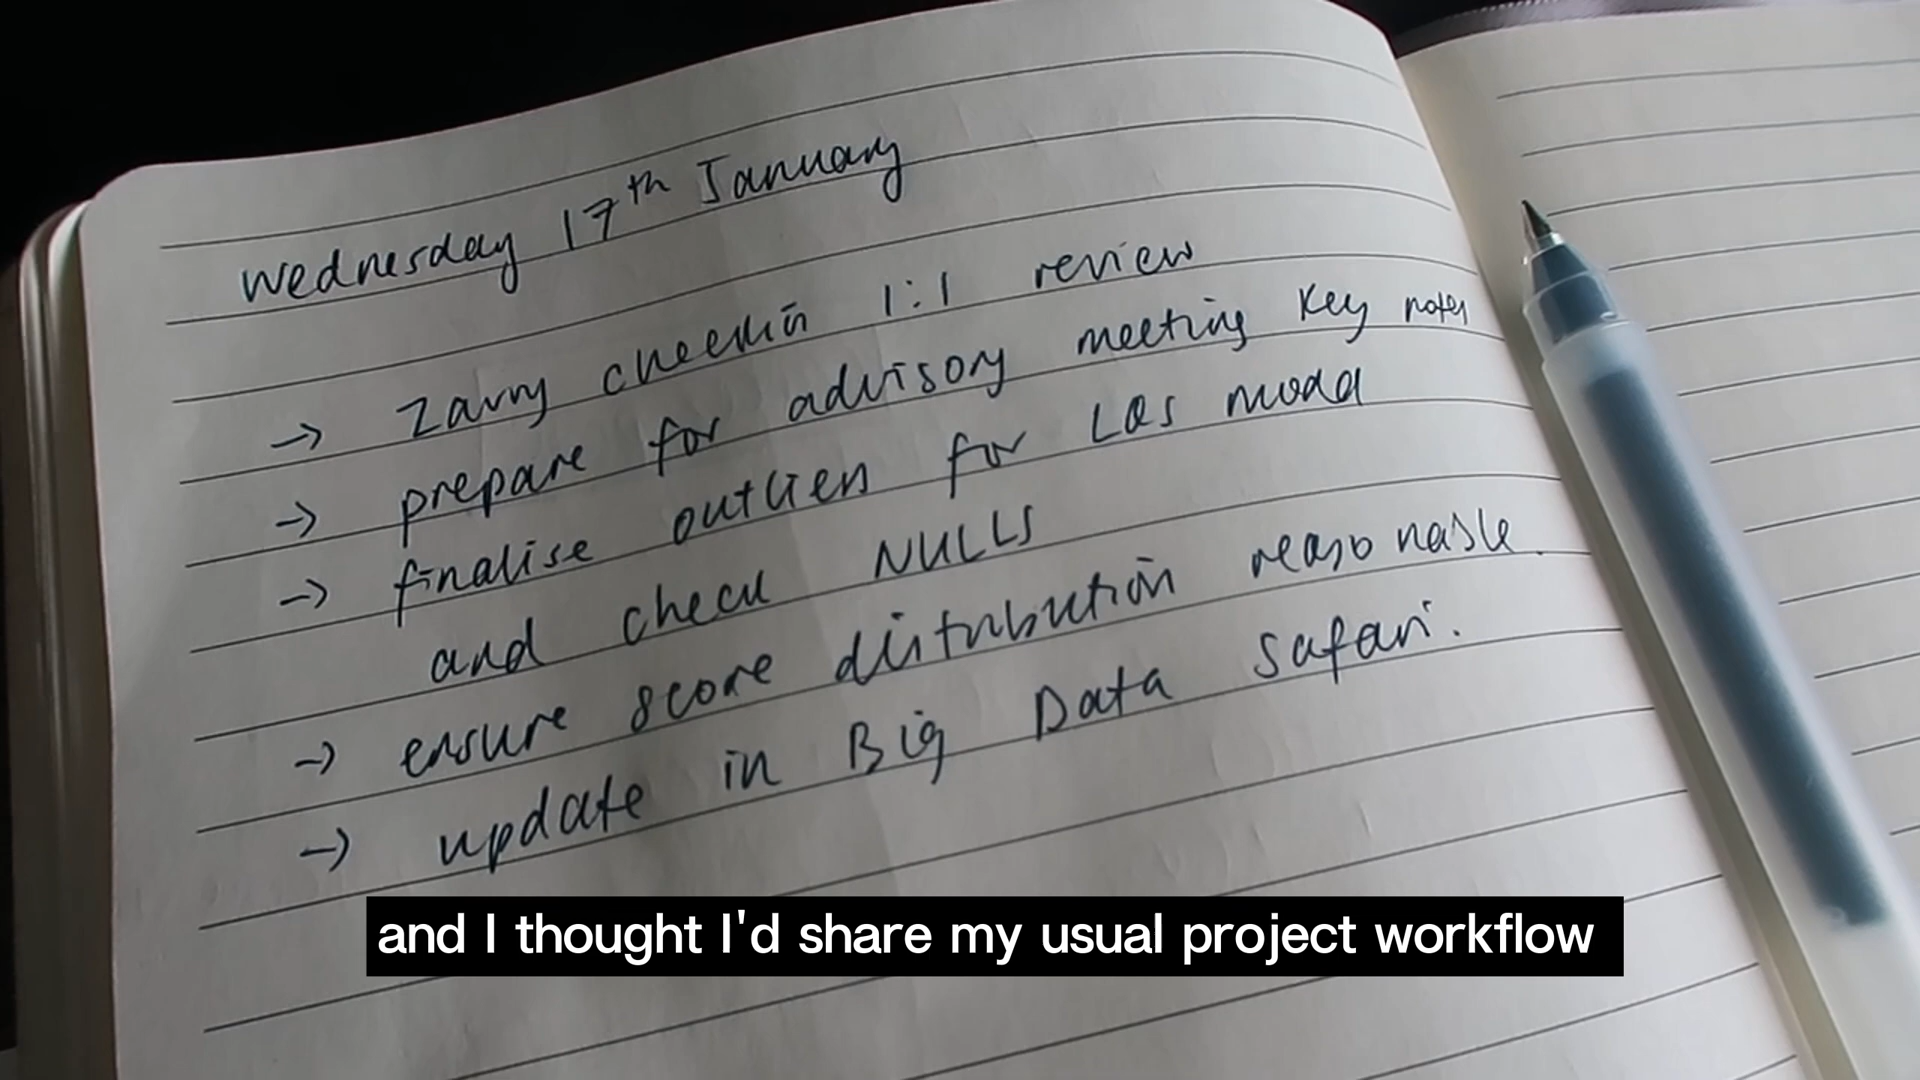 Wednesday 17th January
→ Zarry checkin 1:1 review
→ prepare for advisory meeting key notes
→ finalise outliers for LQS model
and check NULLS
→ ensure score distribution reasonable.
→ update in Big Data Safari.
and I thought I'd share my usual project workflow